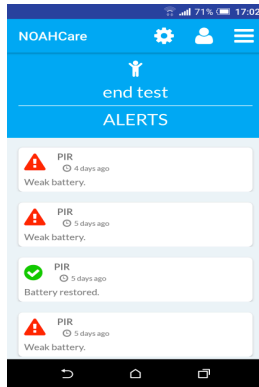 71% 17:02
NOAHCare
end test
ALERTS
PIR
4 days ago
Weak battery.
PIR
5 days ago
Weak battery.
PIR
5 days ago
Battery restored.
PIR
5 days ago
Weak battery.